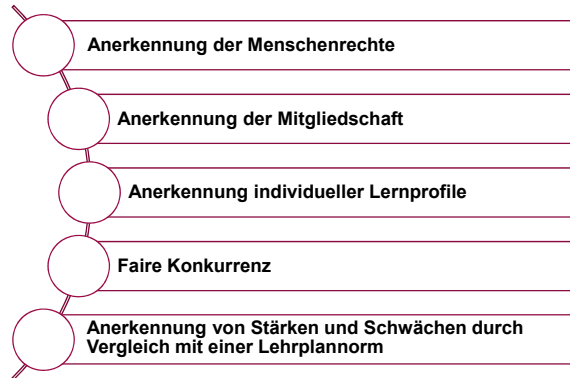 Anerkennung der Menschenrechte
Anerkennung der Mitgliedschaft
Anerkennung individueller Lernprofile
Faire Konkurrenz
Anerkennung von Stärken und Schwächen durch
Vergleich mit einer Lehrplannorm